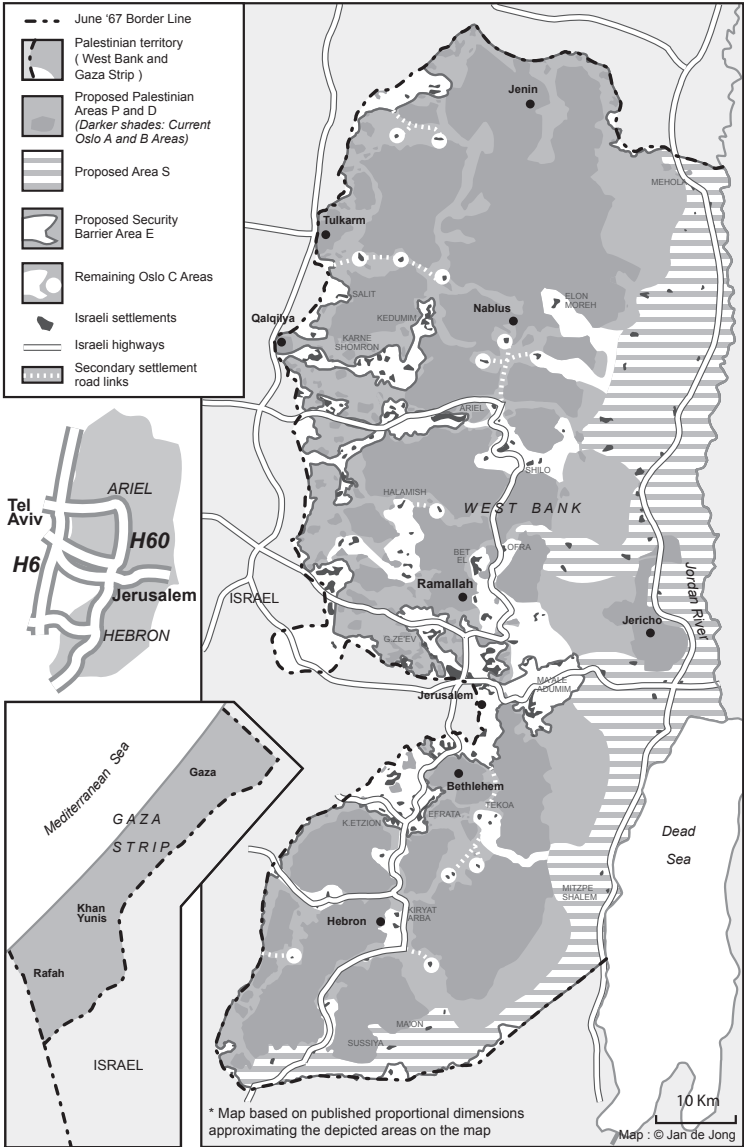 June ‘67 Border Line
Palestinian territory
( West Bank and
Gaza Strip )
Proposed Palestinian
Areas P and D
(Darker shades: Current
Oslo A and B Areas)
Proposed Area S
Proposed Security
Barrier Area E
Remaining Oslo C Areas
Israeli settlements
Israeli highways
Secondary settlement
road links
Jenin
MEHOLA
Tulkarm
SALIT
ELON
MOREH
KEDUMIM
Nablus
Qalqilya
KARNE
SHOMRON
ARIEL
SHILO
HALAMISH
WEST BANK
BET
EL
OFRA
Ramallah
ISRAEL
Jericho
Jordan River
G.ZE'EV
MA'ALE
ADUMIM
Jerusalem
Bethlehem
TEKOA
EFRATA
K.ETZION
Dead
Sea
MITZPE
SHALEM
Hebron
KIRYAT
ARBA
MA'ON
SUSSIYA
ARIEL
Tel
Aviv
H60
H6
Jerusalem
HEBRON
Mediterranean Sea
Gaza
GAZA
STRIP
Khan
Yunis
Rafah
ISRAEL
* Map based on published proportional dimensions
approximating the depicted areas on the map
10 Km
Map : © Jan de Jong